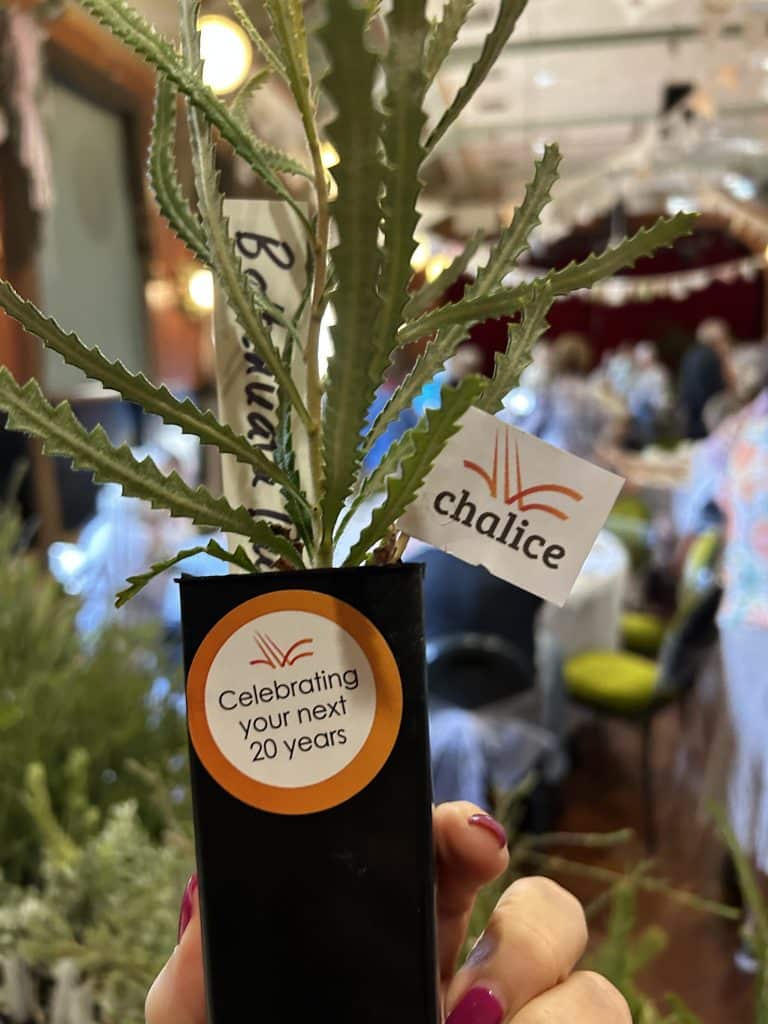 chalice
Celebrating
your next
20 years